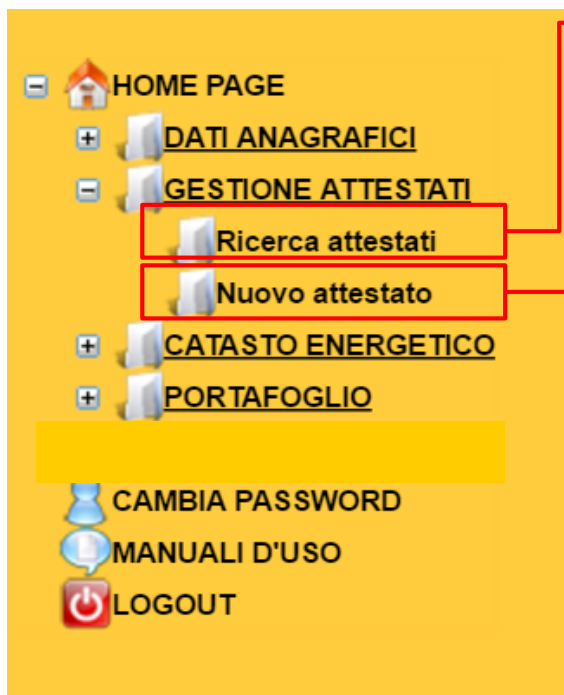 HOME PAGE
DATI ANAGRAFICI
GESTIONE ATTESTATI
Ricerca attestati
Nuovo attestato
CATASTO ENERGETICO
PORTAFOGLIO
CAMBIA PASSWORD
MANUALI D'USO
LOGOUT